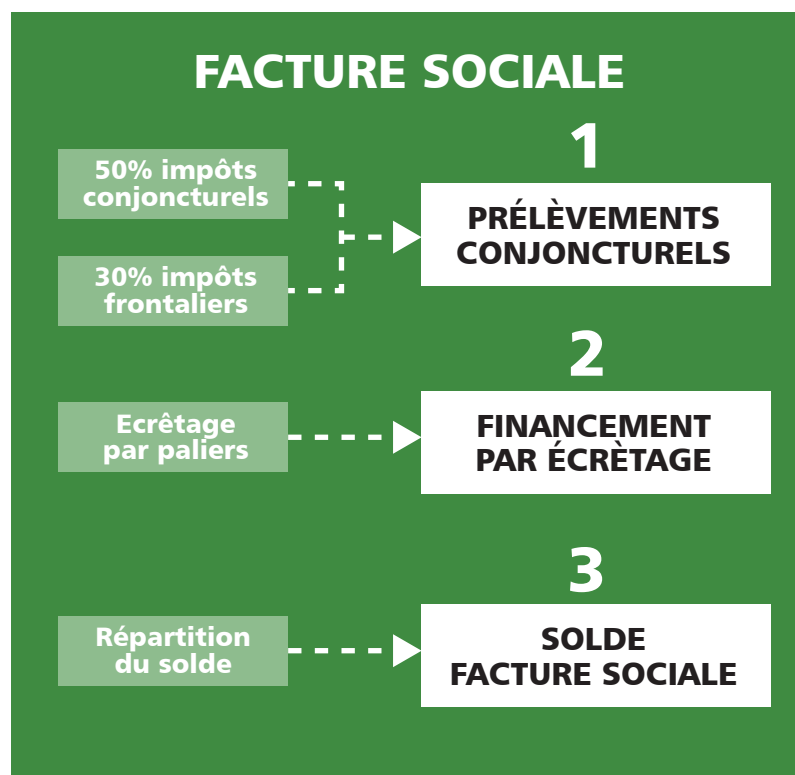 FACTURE SOCIALE
50% impôts
conjoncturels
30% impôts
frontaliers
1
PRÉLÈVEMENTS
CONJONCTURELS
Ecrêtage
par paliers
2
FINANCEMENT
PAR ÉCRÈTAGE
Répartition
du solde
3
SOLDE
FACTURE SOCIALE